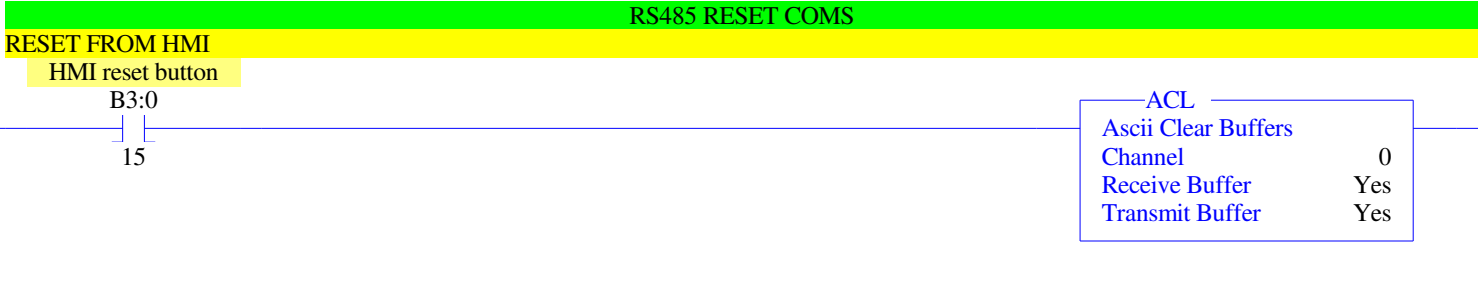 RS485 RESET COMS
RESET FROM HMI
HMI reset button
B3:0
15
ACL
Ascii Clear Buffers
Channel 0
Receive Buffer Yes
Transmit Buffer Yes